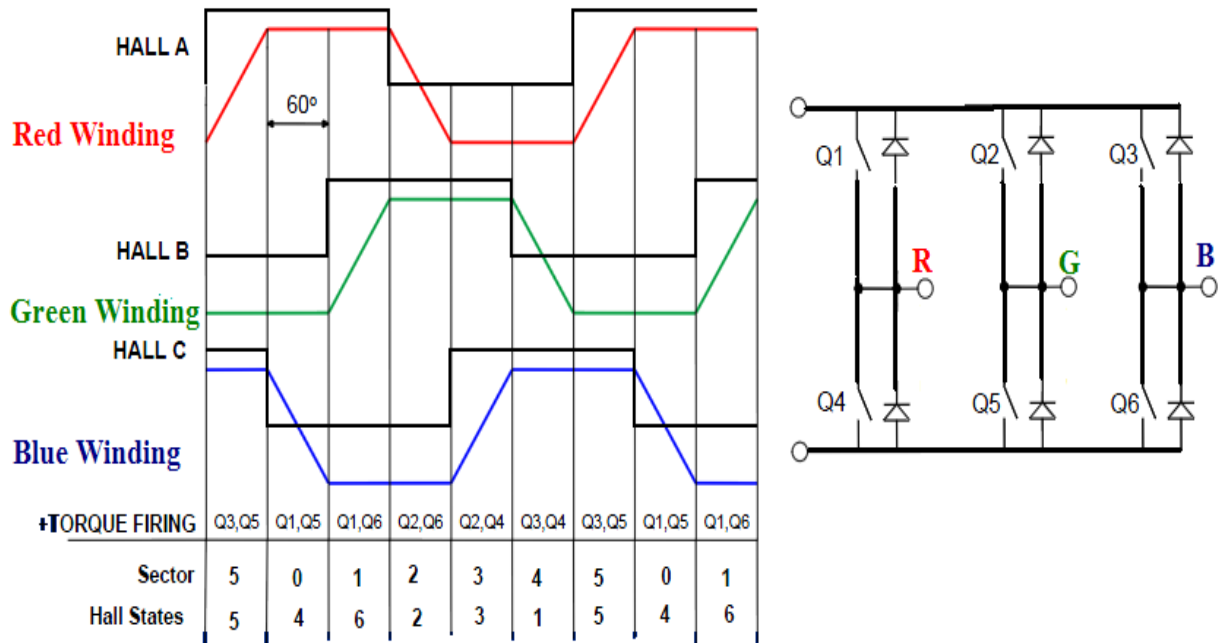 HALL A
60º
Red Winding
HALL B
Green Winding
HALL C
Blue Winding
+TORQUE FIRING Q3,Q5 Q1,Q5 Q1,Q6 Q2,Q6 Q2,Q4 Q3,Q4 Q3,Q5 Q1,Q5 Q1,Q6
Sector 5 0 1 2 3 4 5 0 1
Hall States 5 4 6 2 3 1 5 4 6
Q1 Q2 Q3
R G B
Q4 Q5 Q6